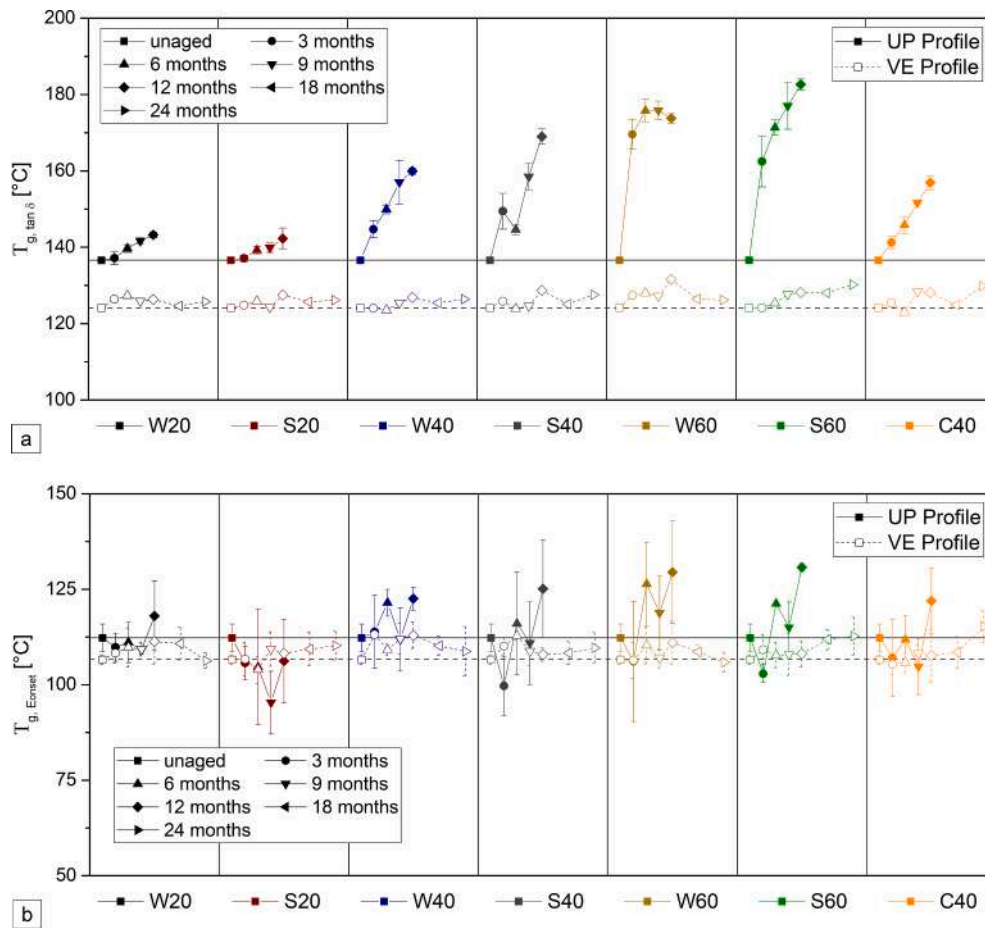 200
180
160
140
120
100
T g, tan δ [°C]
unaged 3 months
6 months 9 months
12 months 18 months
24 months
UP Profile
VE Profile
W20 S20 W40 S40 W60 S60 C40
a
150
125
100
75
50
T g, Eonset [°C]
UP Profile
VE Profile
unaged 3 months
6 months 9 months
12 months 18 months
24 months
W20 S20 W40 S40 W60 S60 C40
b